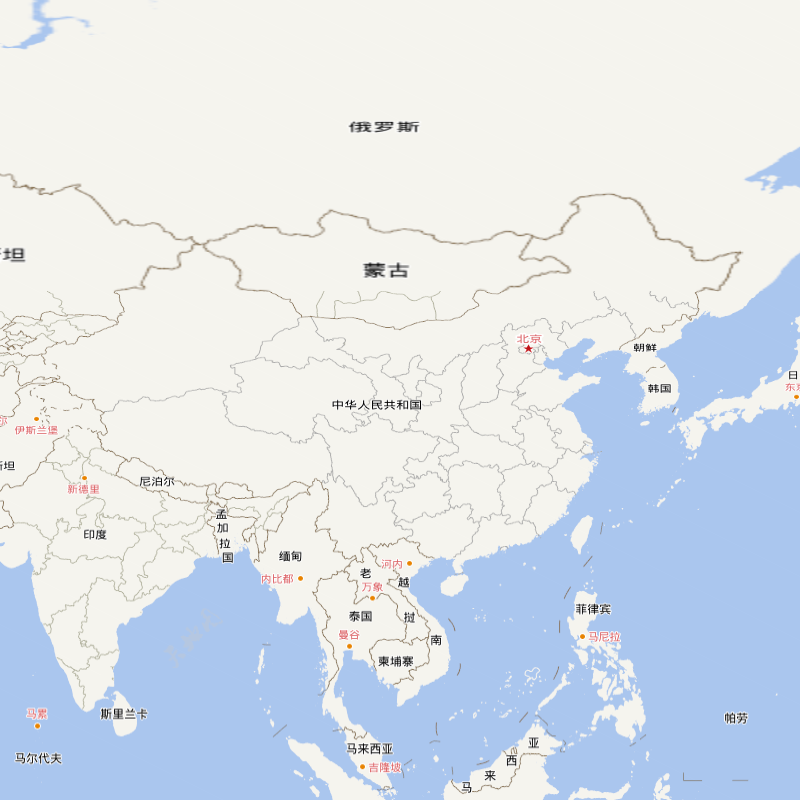 俄罗斯
坦
蒙古
北京
朝鲜
日
韩国
中华人民共和国
伊斯兰堡
坦
新德里
尼泊尔
孟加拉国
印度
缅甸
河内
老挝
越南
内比都
万象
泰国
菲律宾
曼谷
马尼拉
柬埔寨
马累
斯里兰卡
帕劳
马尔代夫
马来西亚
吉隆坡
马来西亚